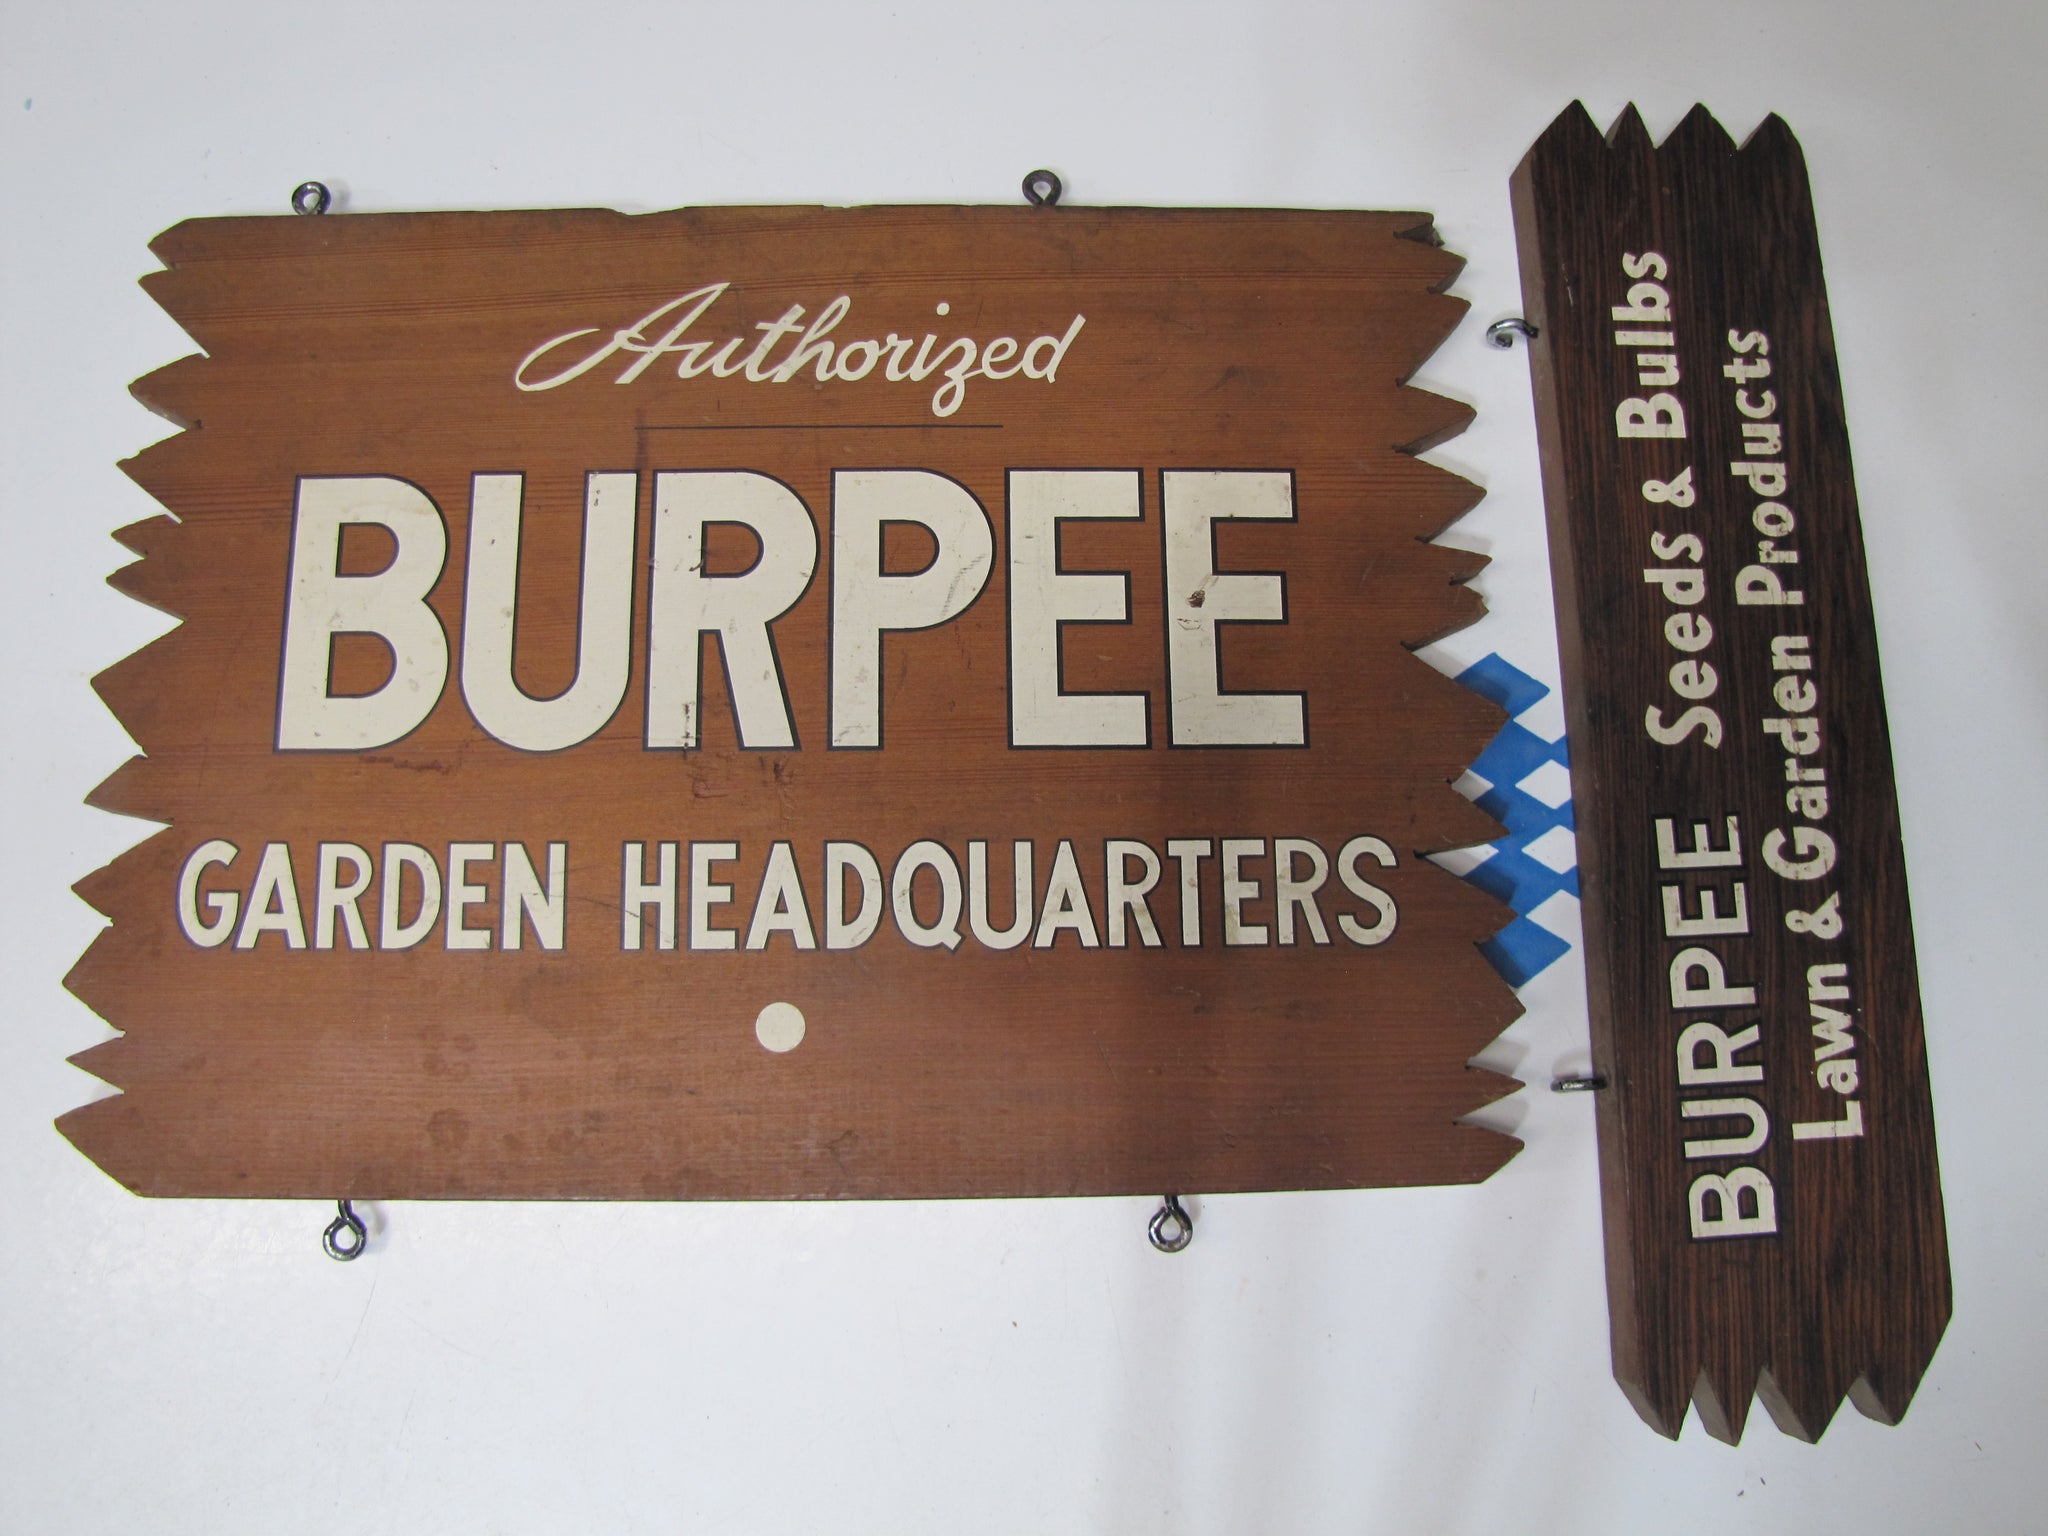 Authorized
BURPEE
GARDEN HEADQUARTERS
BURPEE Seeds & Bulbs
Lawn & Garden Products